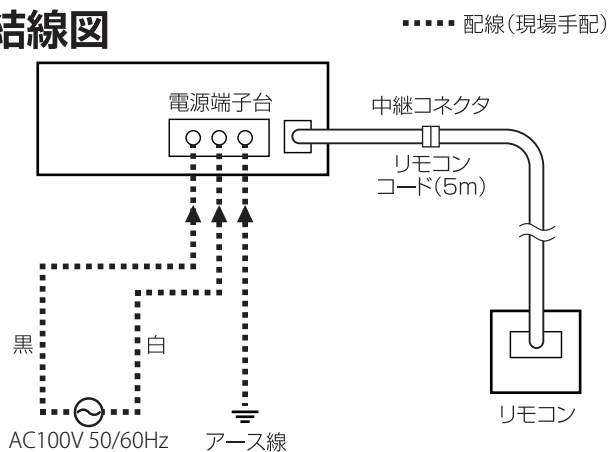 結線図
配線（現場手配）
電源端子台
中継コネクタ
リモコン
コード（5m）
黒
白
AC100V 50/60Hz
アース線
リモコン